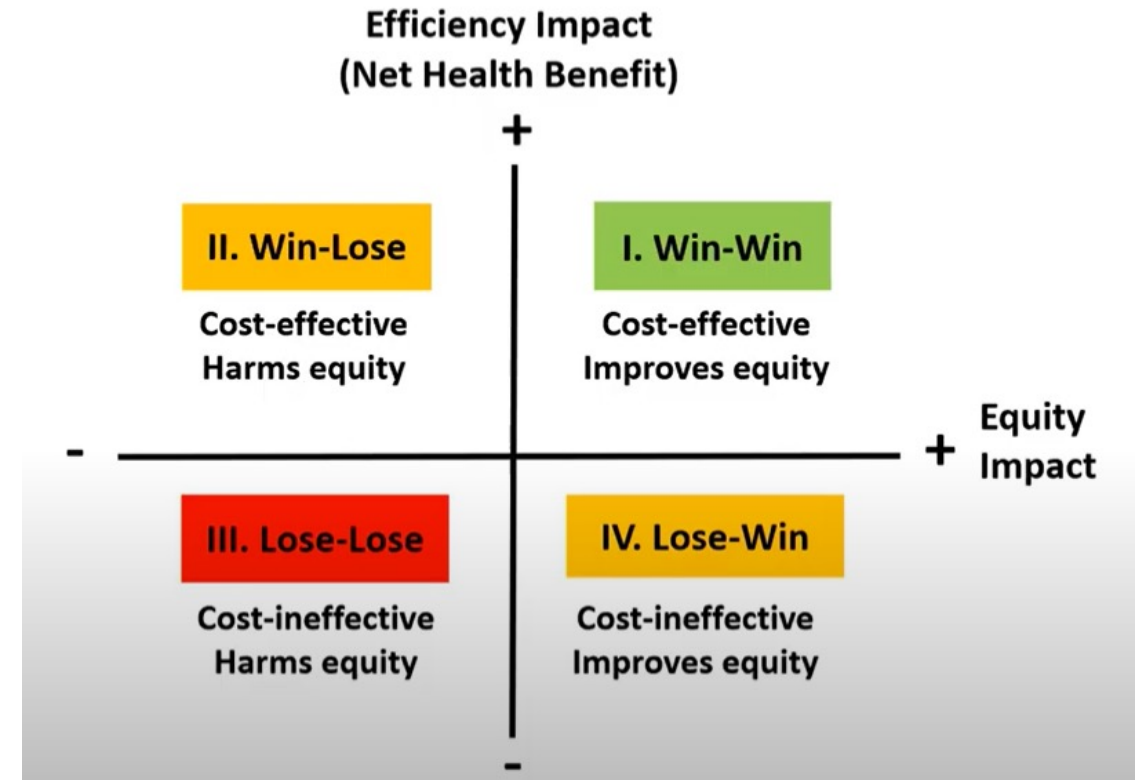 Efficiency Impact
(Net Health Benefit)
+
II. Win-Lose
Cost-effective
Harms equity
I. Win-Win
Cost-effective
Improves equity
-
+
Equity
Impact
III. Lose-Lose
Cost-ineffective
Harms equity
IV. Lose-Win
Cost-ineffective
Improves equity
-